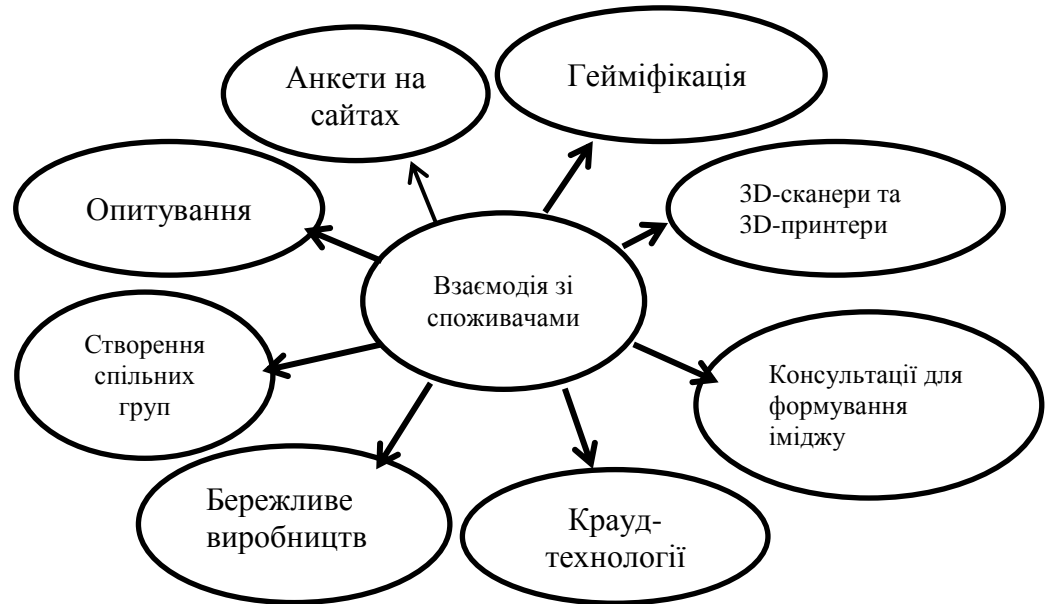 Анкети на
сайтах
Гейміфікація
3D-сканери та
3D-принтери
Опитування
Взаємодія зі
споживачами
Створення
спільних
груп
Консультації для
формування
іміджу
Бережливе
виробництв
Крауд-
технології